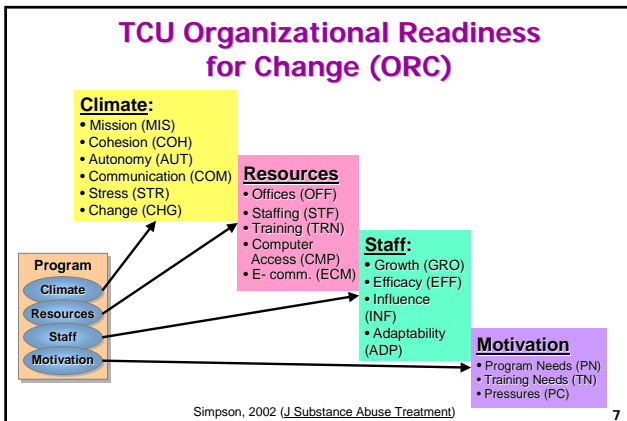 TCU Organizational Readiness
for Change (ORC)
Climate:
• Mission (MIS)
• Cohesion (COH)
• Autonomy (AUT)
• Communication (COM)
• Stress (STR)
• Change (CHG)
Resources
• Offices (OFF)
• Staffing (STF)
• Training (TRN)
• Computer
Access (CMP)
• E- comm. (ECM)
Staff:
• Growth (GRO)
• Efficacy (EFF)
• Influence
(INF)
• Adaptability
(ADP)
Motivation
• Program Needs (PN)
• Training Needs (TN)
• Pressures (PC)
Program
Climate
Resources
Staff
Motivation
Simpson, 2002 (J Substance Abuse Treatment)
7